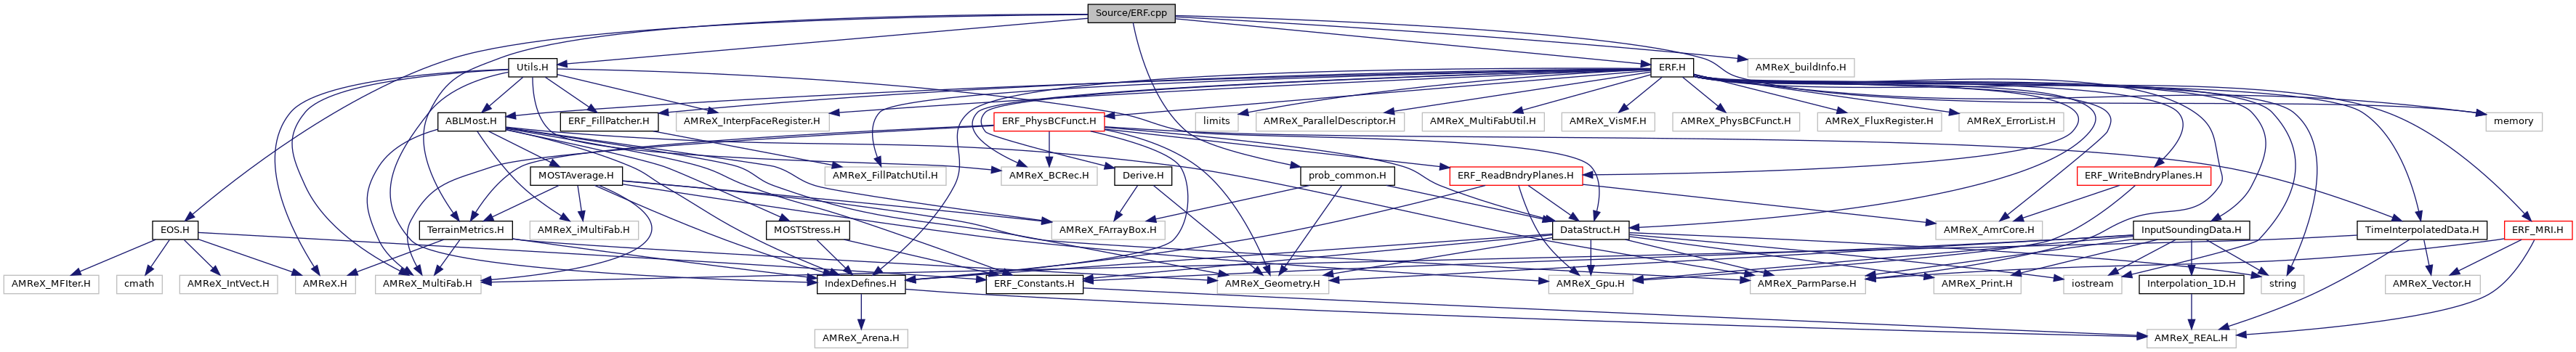 Source/ERF.cpp
Utils.H
ERF.H
AMReX_buildInfo.H
ABLMost.H
ERF_FillPatcher.H
AMReX_InterpFaceRegister.H
ERF_PhysBCFunct.H
limits
AMReX_ParallelDescriptor.H
AMReX_MultiFabUtil.H
AMReX_VisMF.H
AMReX_PhysBCFunct.H
AMReX_FluxRegister.H
AMReX_ErrorList.H
memory
MOSTAverage.H
AMReX_FillPatchUtil.H
AMReX_BCRec.H
Derive.H
prob_common.H
ERF_ReadBndryPlanes.H
ERF_WriteBndryPlanes.H
EOS.H
TerrainMetrics.H
AMReX_iMultiFab.H
MOSTStress.H
AMReX_FArrayBox.H
DataStruct.H
AMReX_AmrCore.H
InputSoundingData.H
TimeInterpolatedData.H
ERF_MRI.H
AMReX_MFIter.H
cmath
AMReX_IntVect.H
AMReX.H
AMReX_MultiFab.H
IndexDefines.H
ERF_Constants.H
AMReX_Geometry.H
AMReX_Gpu.H
AMReX_ParmParse.H
AMReX_Print.H
iostream
Interpolation_1D.H
string
AMReX_Vector.H
AMReX_Arena.H
AMReX_REAL.H